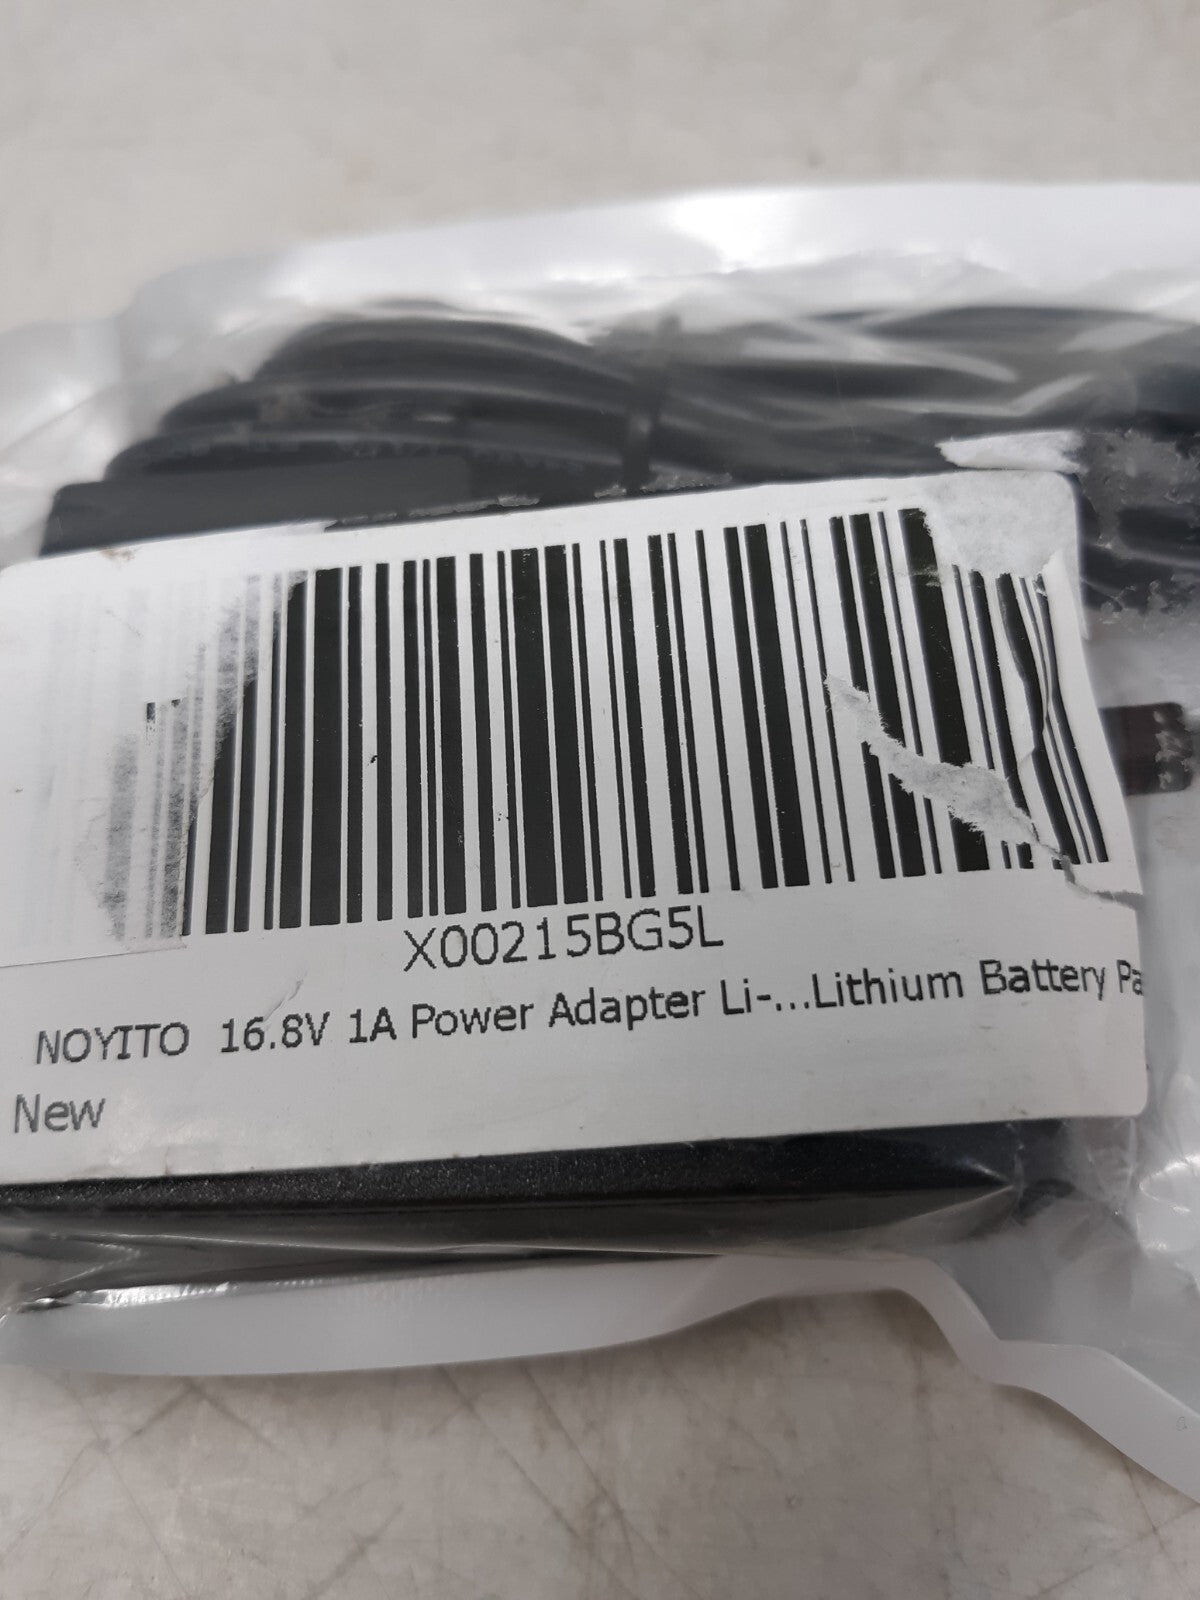 X00215BG5L
NOYITO 16.8V 1A Power Adapter Li-...Lithium Battery Pa
New